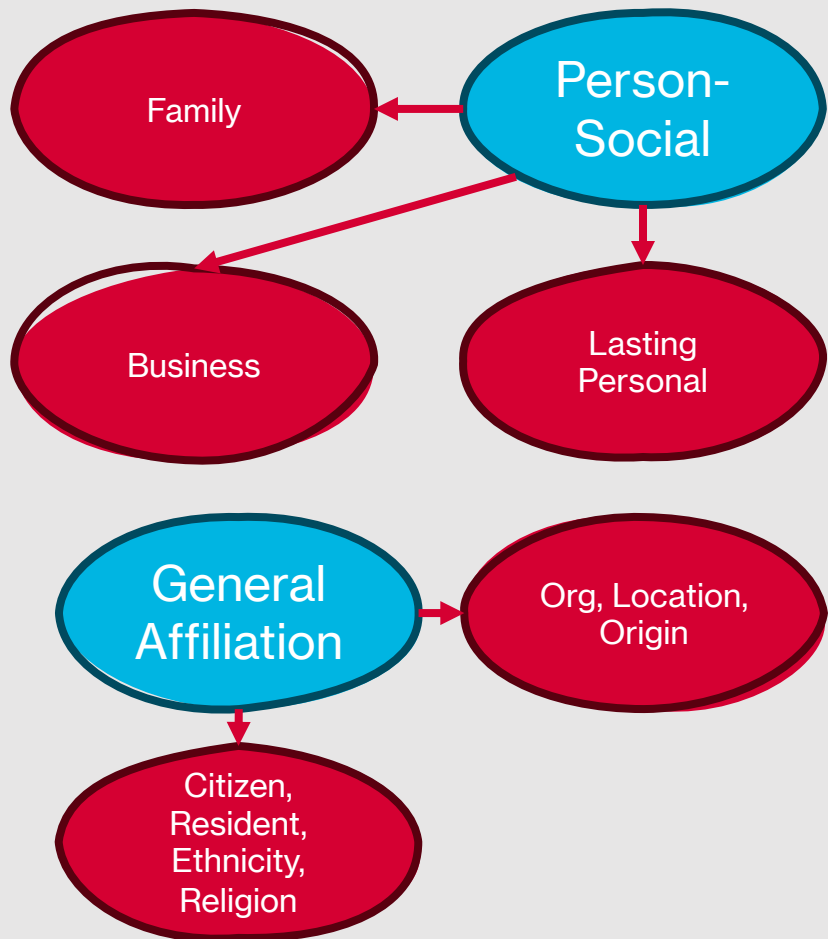 Family
Person-
Social
Business
Lasting
Personal
General
Affiliation
Org, Location,
Origin
Citizen,
Resident,
Ethnicity,
Religion